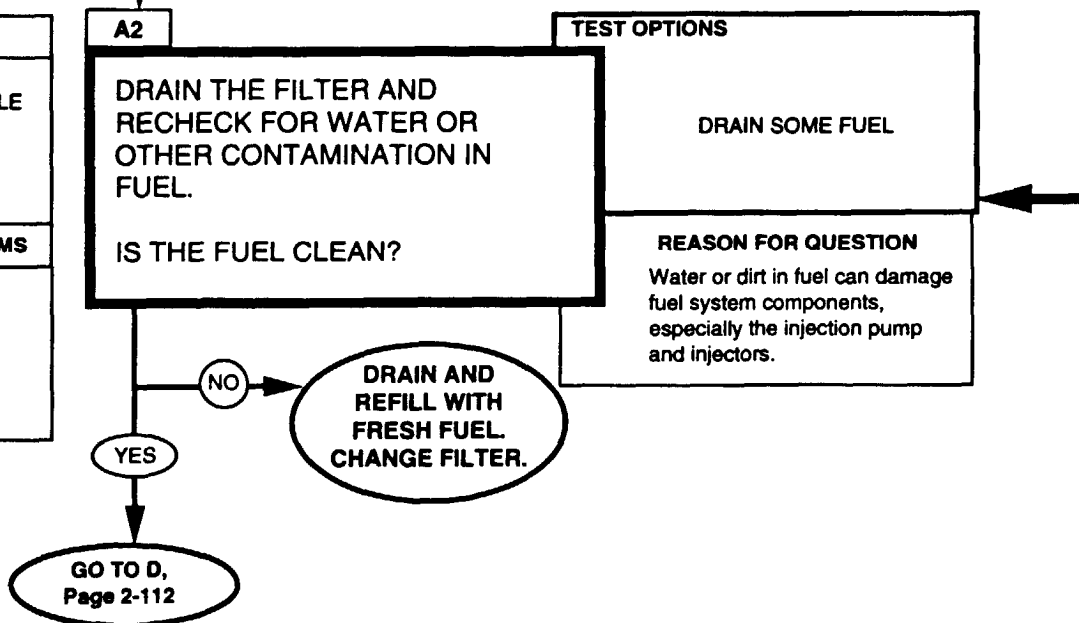 A2
DRAIN THE FILTER AND
RECHECK FOR WATER OR
OTHER CONTAMINATION IN
FUEL.
IS THE FUEL CLEAN?
TEST OPTIONS
DRAIN SOME FUEL
REASON FOR QUESTION
Water or dirt in fuel can damage
fuel system components,
especially the injection pump
and injectors.
LE
MS
NO
DRAIN AND
REFILL WITH
FRESH FUEL.
CHANGE FILTER.
YES
GO TO D,
Page 2-112